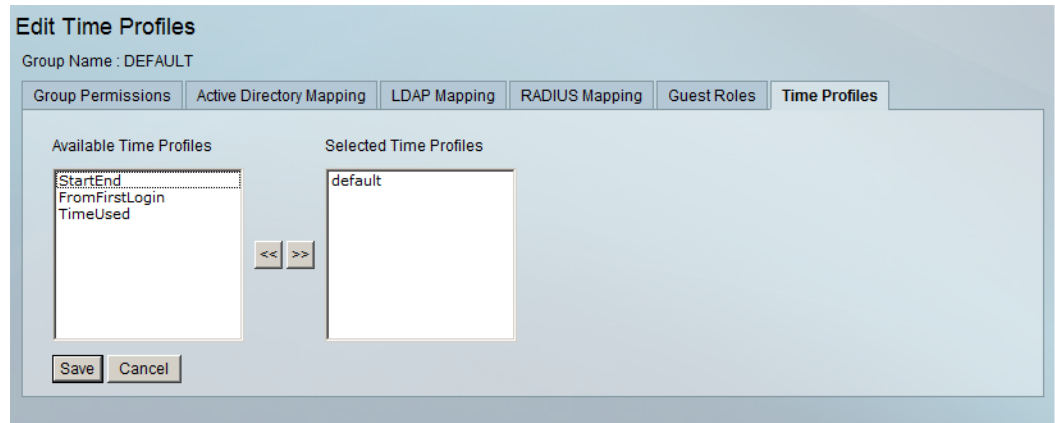 Edit Time Profiles
Group Name : DEFAULT
Group Permissions Active Directory Mapping LDAP Mapping RADIUS Mapping Guest Roles Time Profiles
Available Time Profiles Selected Time Profiles
StartEnd default
FromFirstLogin
TimeUsed
<< >>
Save Cancel